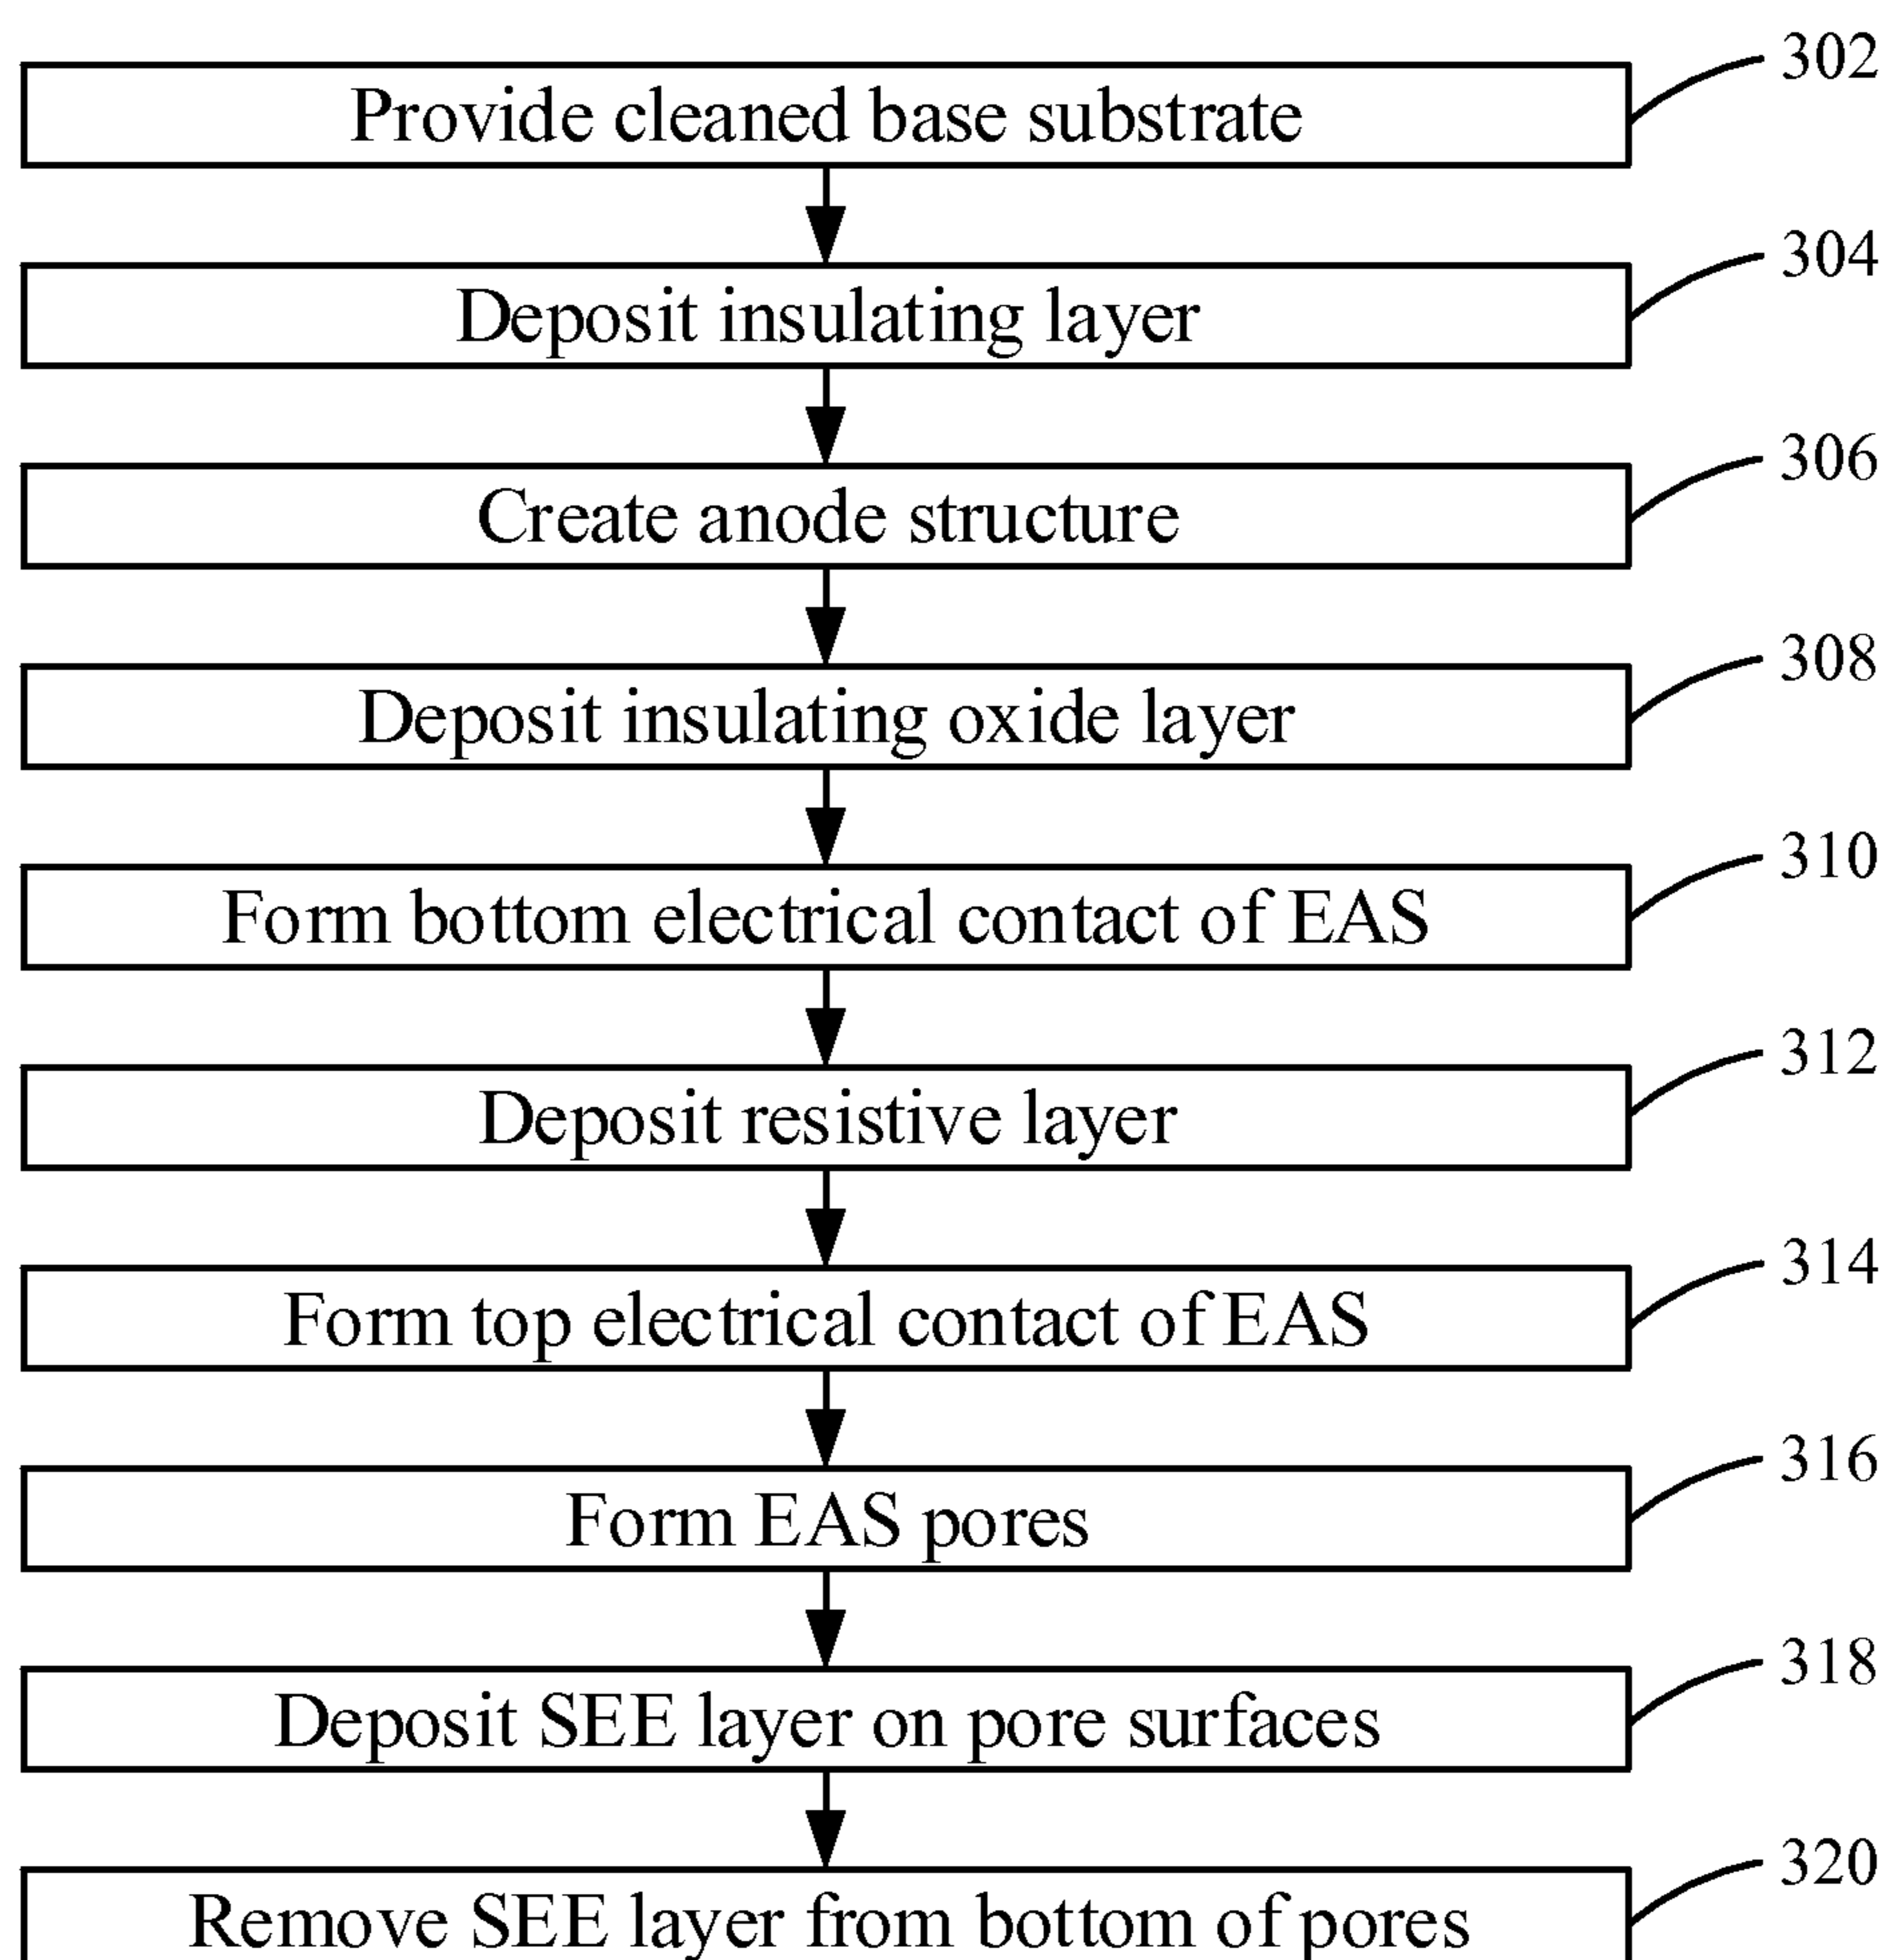 302
Provide cleaned base substrate
304
Deposit insulating layer
306
Create anode structure
308
Deposit insulating oxide layer
310
Form bottom electrical contact of EAS
312
Deposit resistive layer
314
Form top electrical contact of EAS
316
Form EAS pores
318
Deposit SEE layer on pore surfaces
320
Remove SEE layer from bottom of pores